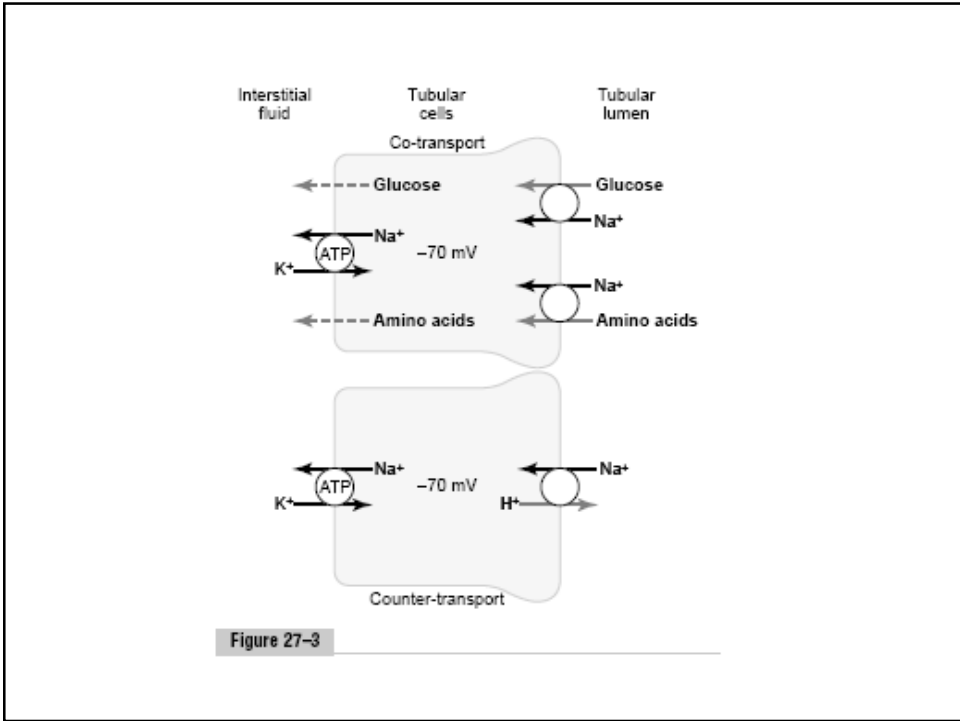 Interstitial
fluid
Tubular
cells
Tubular
lumen
Co-transport
Glucose
Glucose
Na⁺
Na⁺
ATP
–70 mV
K⁺
Na⁺
Amino acids
Amino acids
Na⁺
Na⁺
ATP
–70 mV
K⁺
H⁺
Counter-transport
Figure 27–3